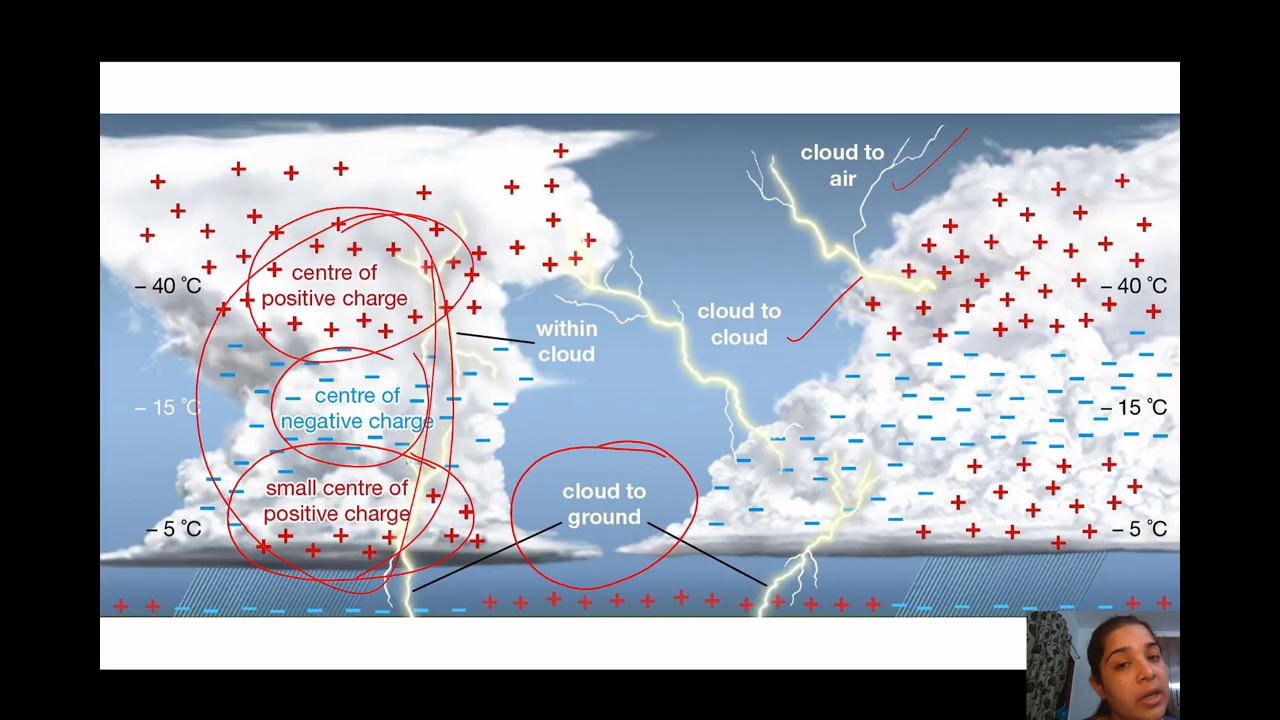 cloud to
air
centre of
positive charge
– 40 °C
– 40 °C
within
cloud
cloud to
cloud
centre of
negative charge
– 15 °C
– 15 °C
small centre of
positive charge
cloud to
ground
– 5 °C
– 5 °C